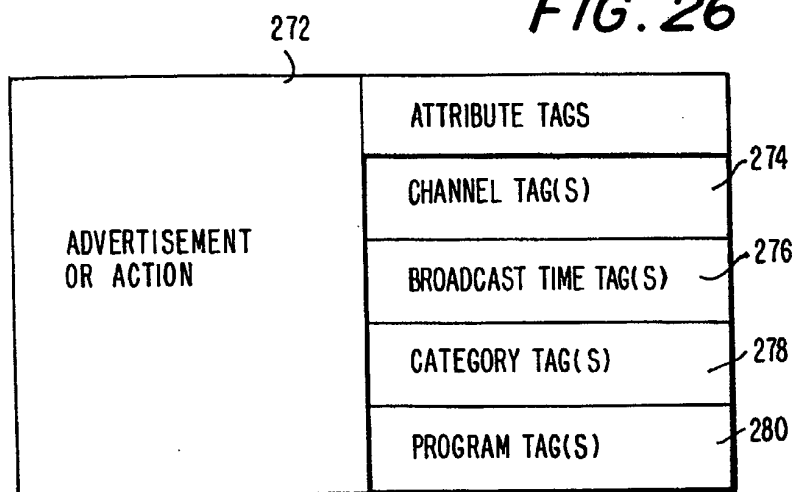 FIG. 26
272
ATTRIBUTE TAGS
274
CHANNEL TAG(S)
ADVERTISEMENT
OR ACTION
276
BROADCAST TIME TAG(S)
278
CATEGORY TAG(S)
280
PROGRAM TAG(S)